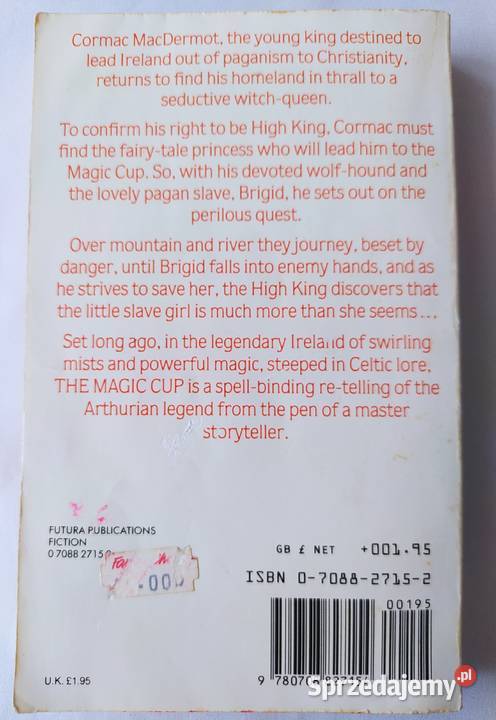 Cormac MacDermot, the young king destined to
lead Ireland out of paganism to Christianity,
returns to find his homeland in thrall to a
seductive witch-queen.
To confirm his right to be High King, Cormac must
find the fairy-tale princess who will lead him to the
Magic Cup. So, with his devoted wolf-hound and
the lovely pagan slave, Brigid, he sets out on the
perilous quest.
Over mountain and river they journey, beset by
danger, until Brigid falls into enemy hands, and as
he strives to save her, the High King discovers that
the little slave girl is much more than she seems ...
Set long ago, in the legendary Ireland of swirling
mists and powerful magic, steeped in Celtic lore,
THE MAGIC CUP is a spell-binding re-telling of the
Arthurian legend from the pen of a master
storyteller.
FUTURA PUBLICATIONS
FICTION
0 7088 2715
.00
GB £ NET +001.95
ISBN 0-7088-2715-2
00195
U.K. £1.95
Sprzedajemy.pl